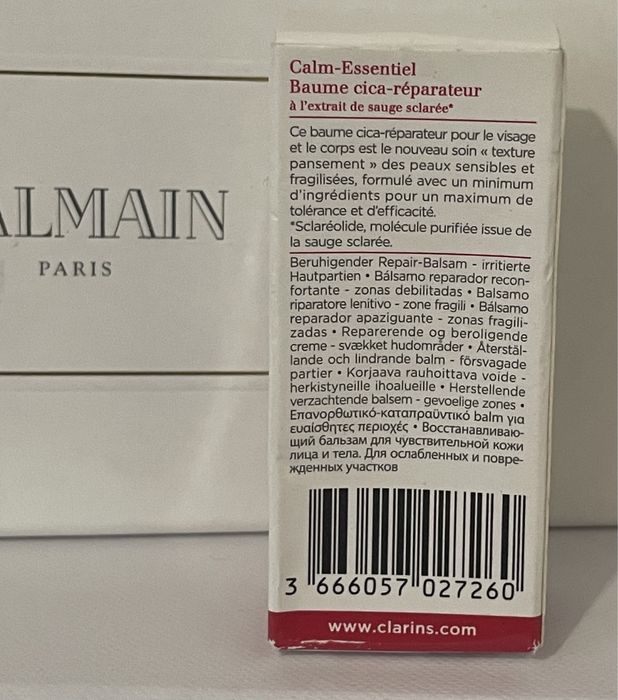 ALMAIN
PARIS
Calm-Essentiel
Baume cica-réparateur
à l'extrait de sauge sclarée*
Ce baume cica-réparateur pour le visage
et le corps est le nouveau soin « texture
pansement » des peaux sensibles et
fragilisées, formulé avec un minimum
d'ingrédients pour un maximum de
tolérance et d'efficacité.
*Scларéolide, molécule purifiée issue de
la sauge sclarée.
Beruhigender Repair-Balsam - irritierte
Hautpartien • Bálsamo reparador recon-
fortante - zonas debilitadas • Balsamo
riparatore lenitivo - zone fragili • Bálsamo
reparador apaziguante - zonas fragili-
zadas • Reparerende og beroligende
creme - svækket hudområder • Återstäl-
lande och lindrande balm - försvagade
partier • Korjaava rauhoittava voide -
herkistyneille ihoalueille • Herstellende
verzachtende balsem - gevoelige zones •
Επανορθωτικό-καταπραϋντικό balm για
ευαίσθητες περιοχές • Восстанавливаю-
щий бальзам для чувствительной кожи
лица и тела. Для ослабленных и повре-
жденных участков
3 666057 027260
www.clarins.com